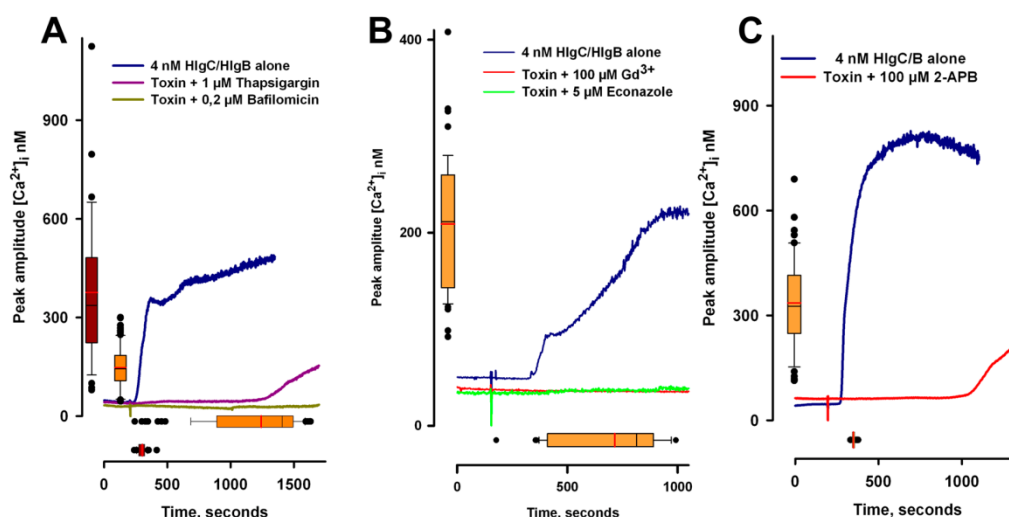 A
4 nM HlgC/HlgB alone
Toxin + 1 µM Thapsigargin
Toxin + 0,2 µM Bafilomicin
Peak amplitude [Ca²⁺]ᵢ nM
900
600
300
0
0 500 1000 1500
Time, seconds
B
4 nM HlgC/HlgB alone
Toxin + 100 µM Gd³⁺
Toxin + 5 µM Econazole
Peak amplitue [Ca²⁺]ᵢ nM
400
200
0
0 500 1000
Time, seconds
C
4 nM HlgC/B alone
Toxin + 100 µM 2-APB
Peak amplitude [Ca²⁺]ᵢ nM
900
600
300
0
0 500 1000
Time, seconds